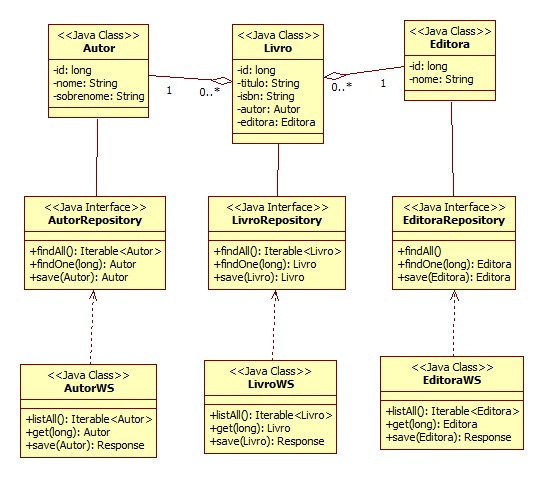 <<Java Class>>
Autor
-id: long
-nome: String
-sobrenome: String
<<Java Class>>
Livro
-id: long
-titulo: String
-isbn: String
-autor: Autor
-editora: Editora
<<Java Class>>
Editora
-id: long
-nome: String
1
0..*
0..*
1
<<Java Interface>>
AutorRepository
+findAll(): Iterable<Autor>
+findOne(long): Autor
+save(Autor): Autor
<<Java Interface>>
LivroRepository
+findAll(): Iterable<Livro>
+findOne(long): Livro
+save(Livro): Livro
<<Java Interface>>
EditoraRepository
+findAll()
+findOne(long): Editora
+save(Editora): Editora
<<Java Class>>
AutorWS
+listAll(): Iterable<Autor>
+get(long): Autor
+save(Autor): Response
<<Java Class>>
LivroWS
+listAll(): Iterable<Livro>
+get(long): Livro
+save(Livro): Response
<<Java Class>>
EditoraWS
+listAll(): Iterable<Editora>
+get(long): Editora
+save(Editora): Response